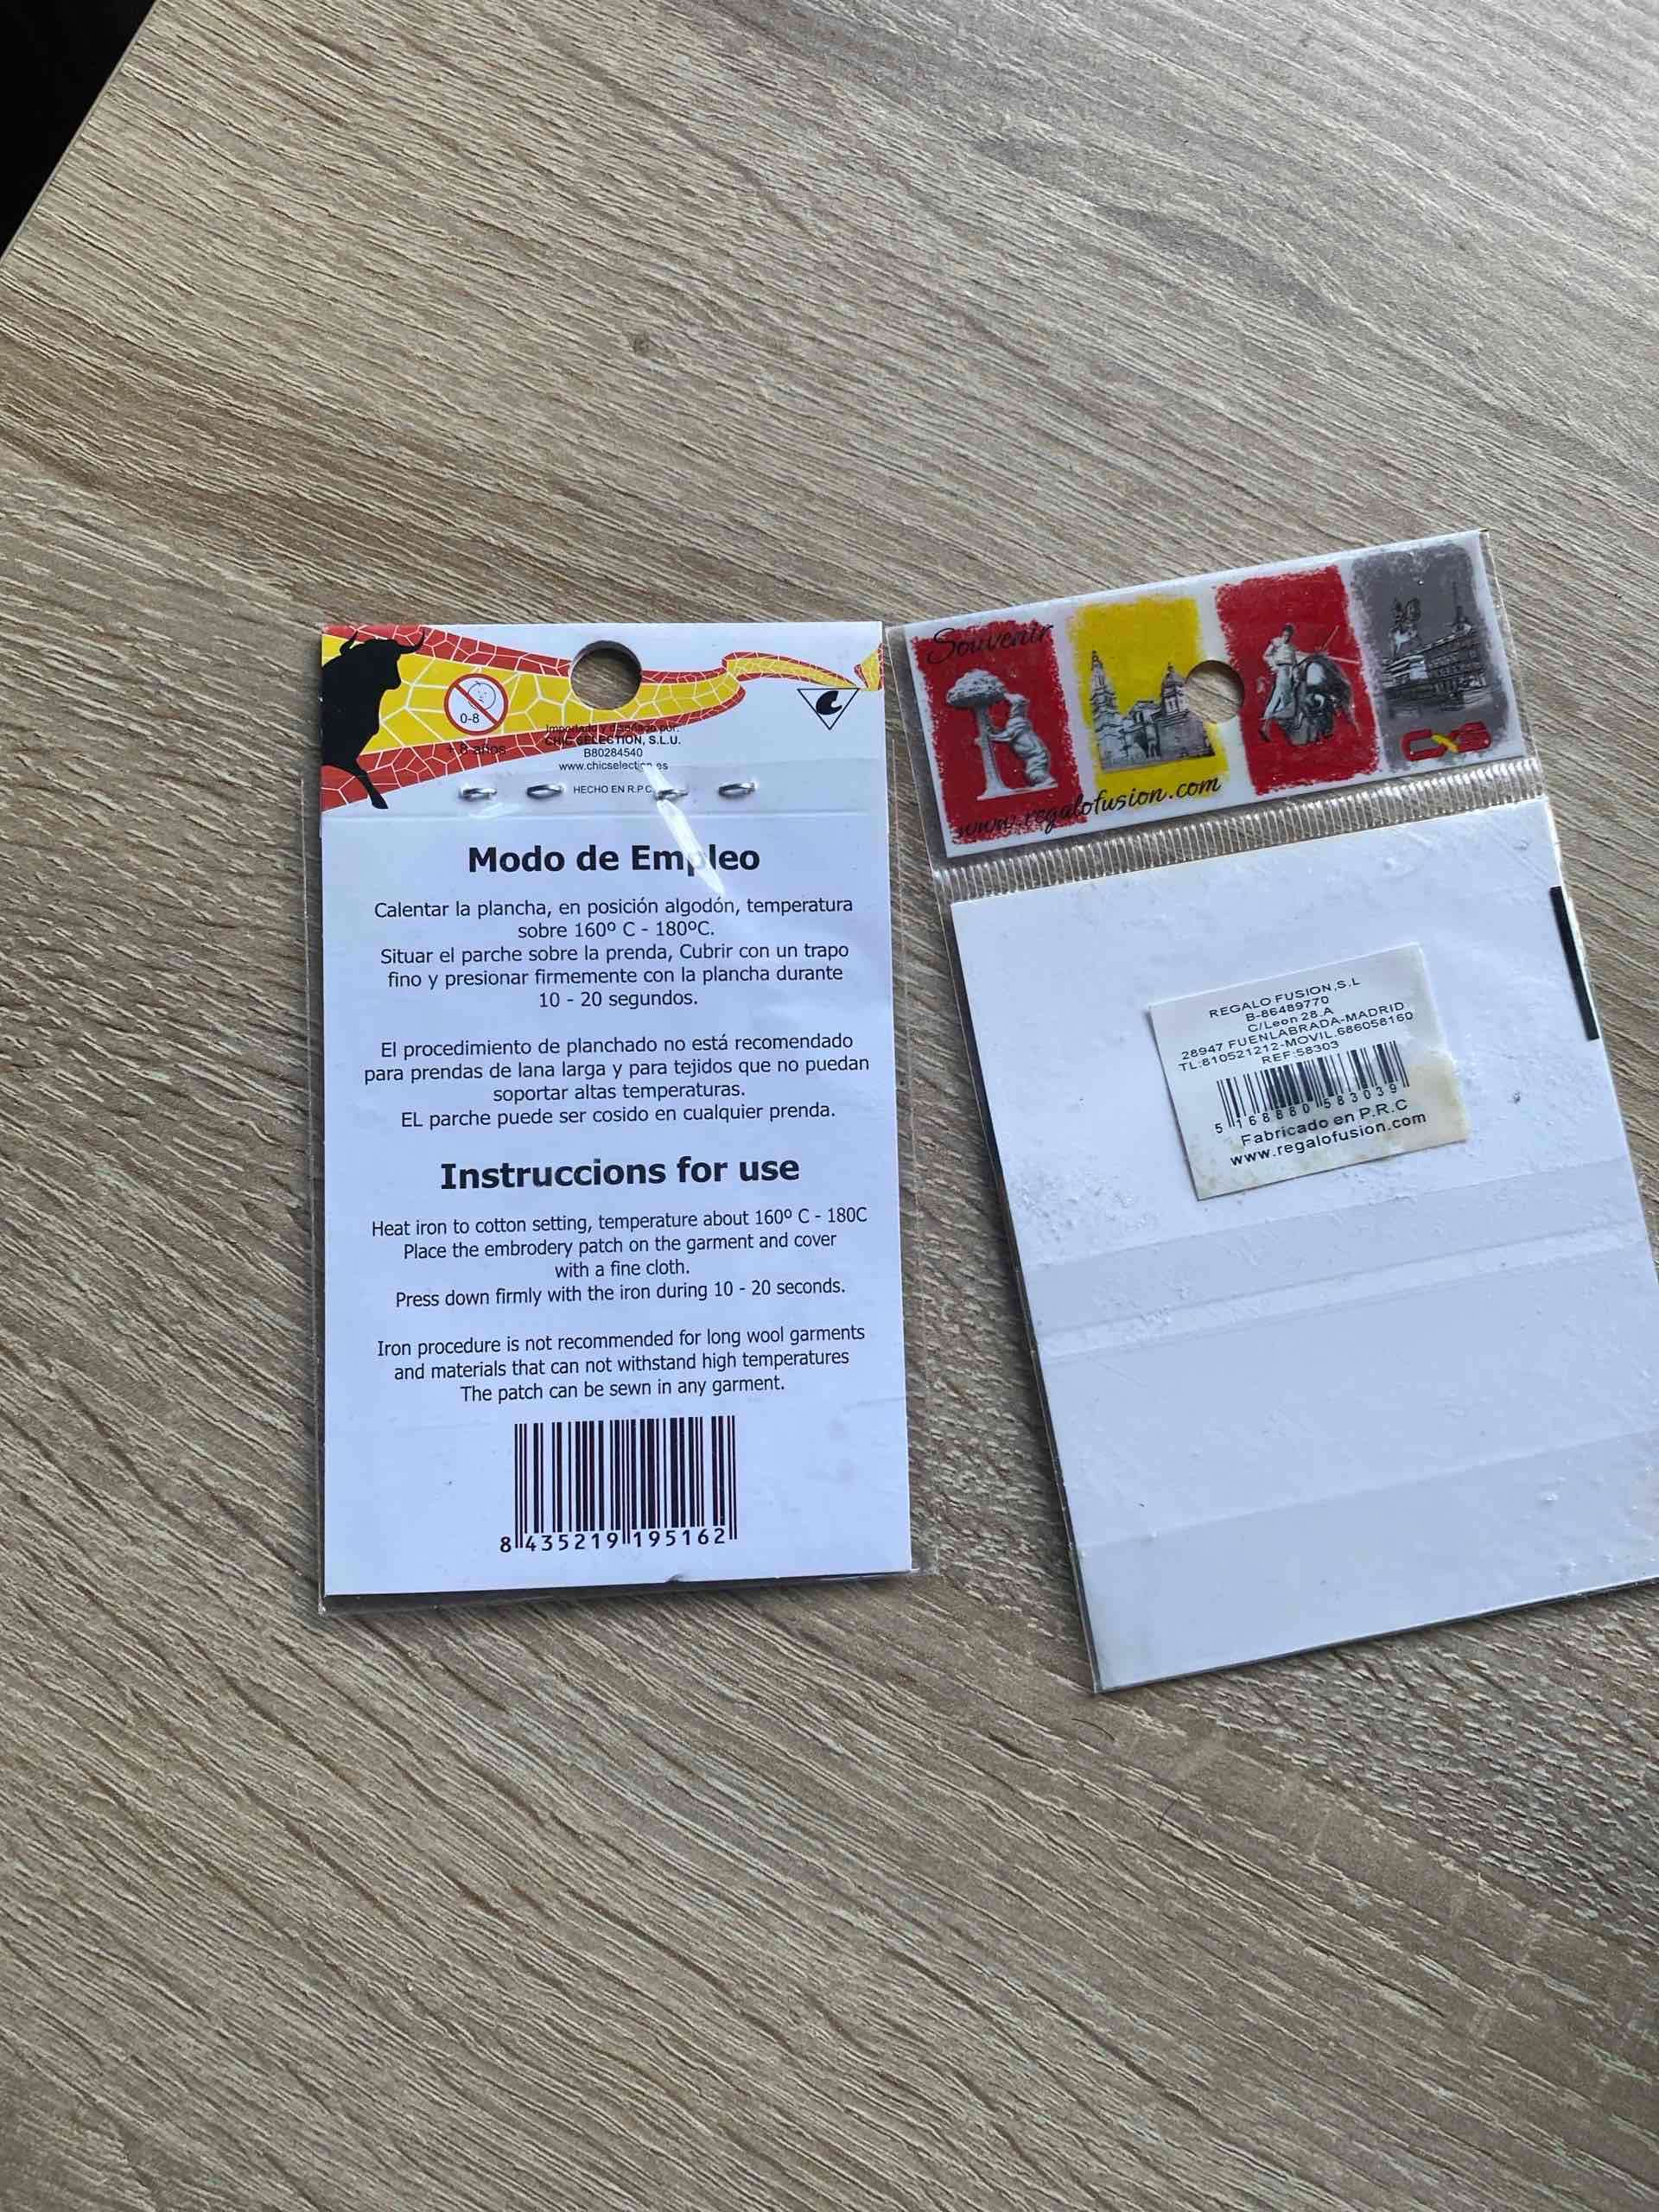 0-8
+ 8 años
Importado y diseñado por:
CHIC SELECTION, S.L.U.
B80284540
www.chicselection.es
HECHO EN R.P.C
Modo de Empleo
Calentar la plancha, en posición algodón, temperatura
sobre 160º C - 180ºC.
Situar el parche sobre la prenda, Cubrir con un trapo
fino y presionar firmemente con la plancha durante
10 - 20 segundos.
El procedimiento de planchado no está recomendado
para prendas de lana larga y para tejidos que no puedan
soportar altas temperaturas.
EL parche puede ser cosido en cualquier prenda.
Instruccions for use
Heat iron to cotton setting, temperature about 160º C - 180C
Place the embrodery patch on the garment and cover
with a fine cloth.
Press down firmly with the iron during 10 - 20 seconds.
Iron procedure is not recommended for long wool garments
and materials that can not withstand high temperatures
The patch can be sewn in any garment.
8 435219 195162
Souvenir
www.regalofusion.com
REGALO FUSION,S.L
B-86489770
C/Leon 28.A
28947 FUENLABRADA-MADRID
TL:810521212-MOVIL.686058160
REF:58303
5 168880 583039
Fabricado en P.R.C
www.regalofusion.com